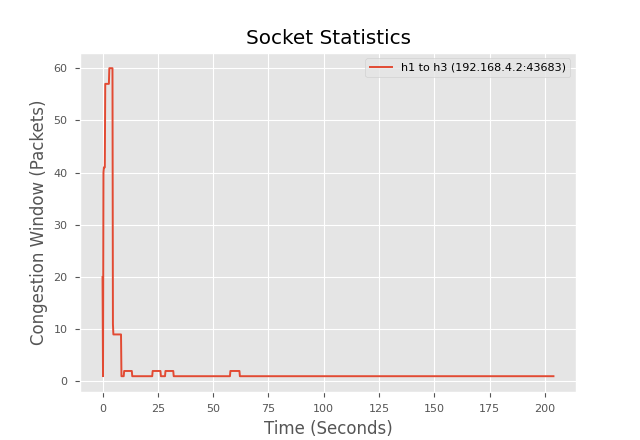 Socket Statistics
h1 to h3 (192.168.4.2:43683)
Congestion Window (Packets)
60
50
40
30
20
10
0
0 25 50 75 100 125 150 175 200
Time (Seconds)